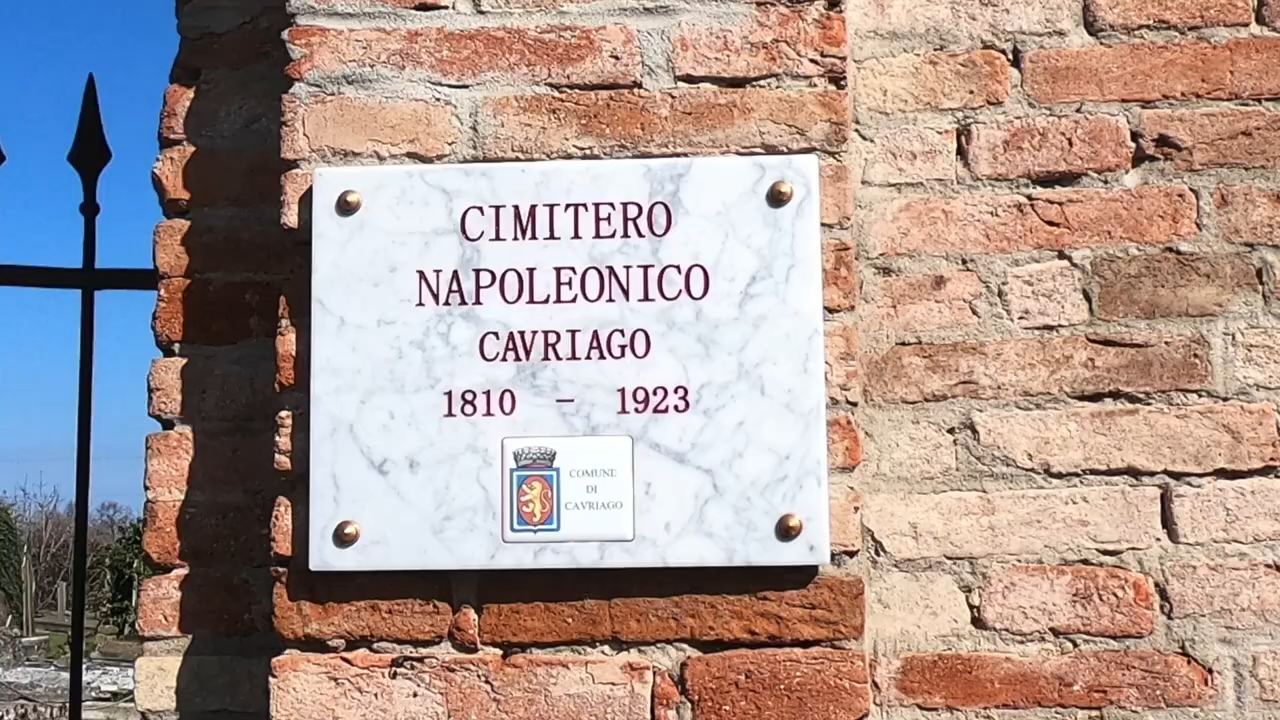 CIMITERO
NAPOLEONICO
CAVRIAGO
1810 - 1923
COMUNE
DI
CAVRIAGO